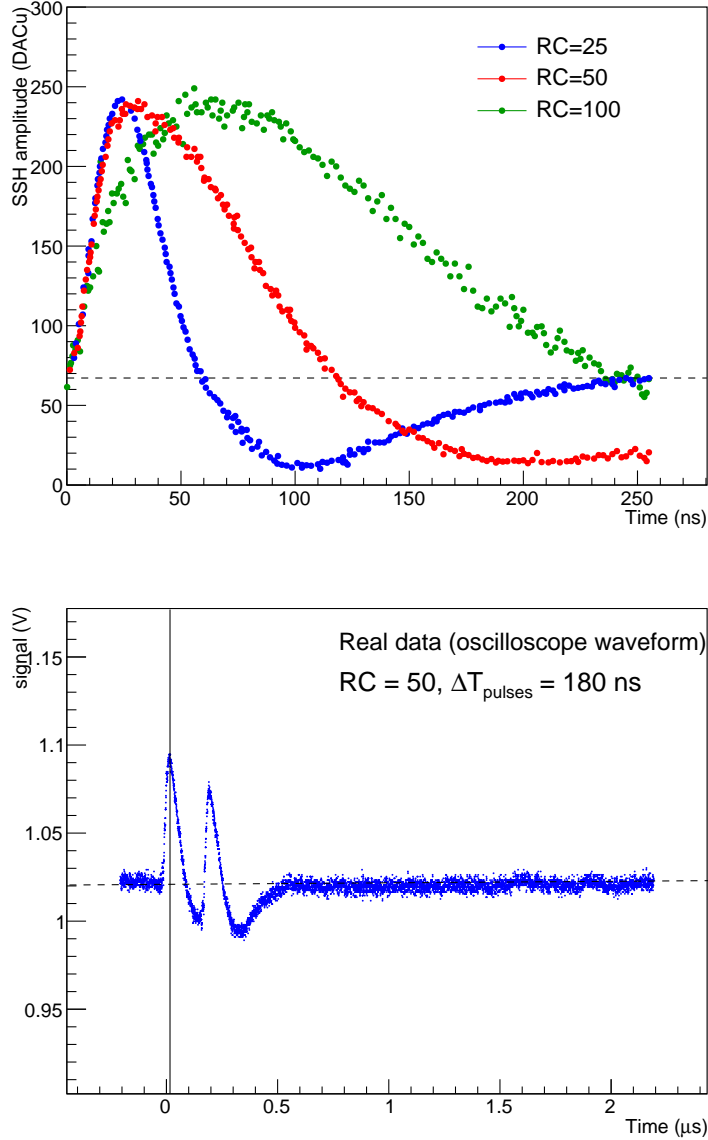 SSH amplitude (DACu)
300
250
200
150
100
50
0
RC=25
RC=50
RC=100
0 50 100 150 200 250
Time (ns)
signal (V)
1.15
1.1
1.05
1
0.95
Real data (oscilloscope waveform)
RC = 50, ΔTpulses = 180 ns
0 0.5 1 1.5 2
Time (μs)